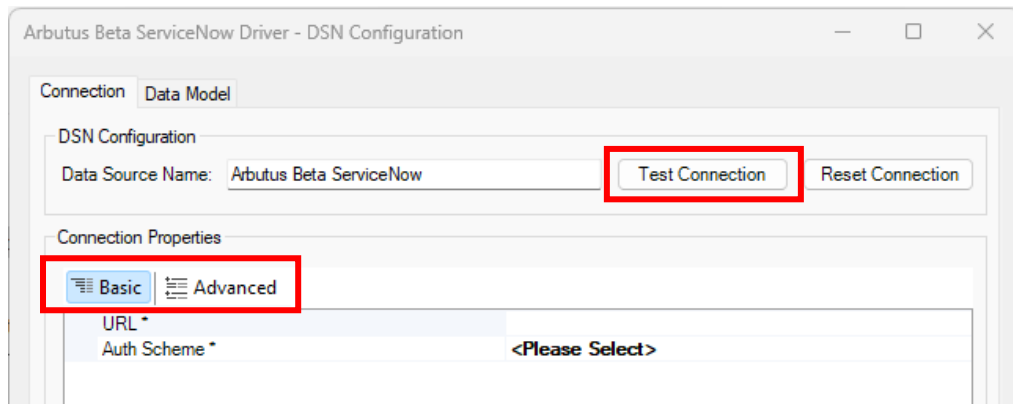 Arbutus Beta ServiceNow Driver - DSN Configuration
Connection Data Model
DSN Configuration
Data Source Name: Arbutus Beta ServiceNow Test Connection Reset Connection
Connection Properties
Basic Advanced
URL *
Auth Scheme * <Please Select>